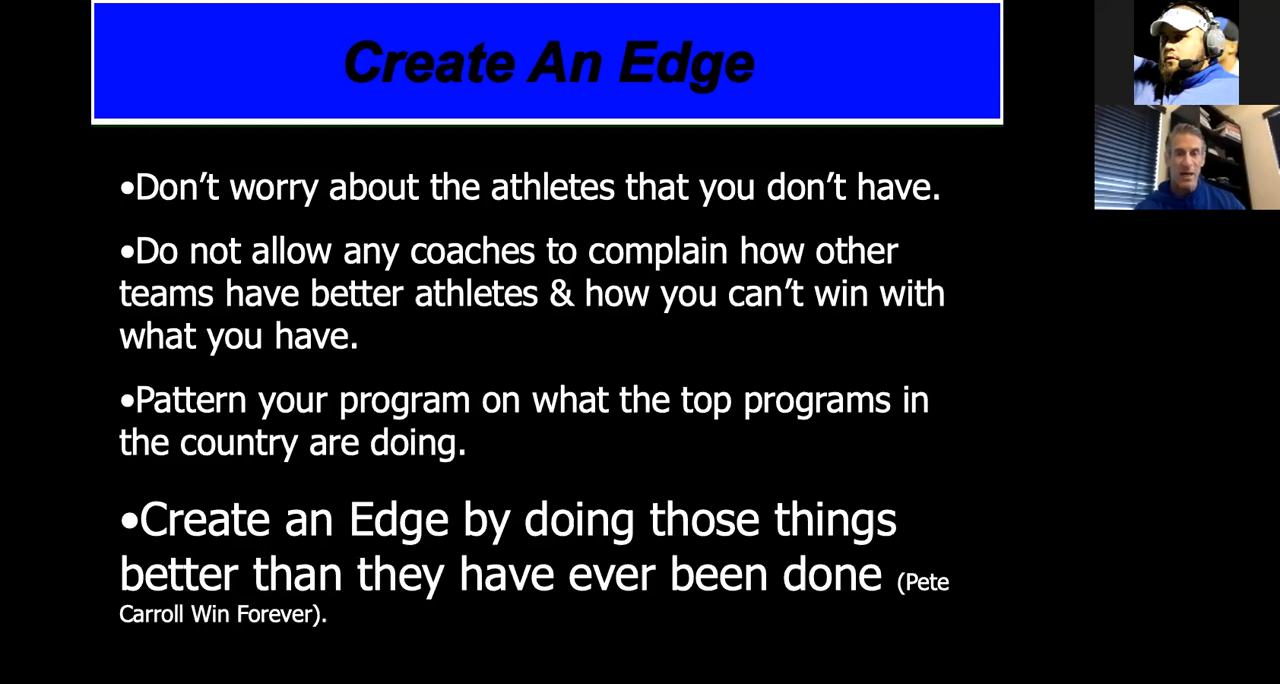 Create An Edge
•Don’t worry about the athletes that you don’t have.
•Do not allow any coaches to complain how other
teams have better athletes & how you can’t win with
what you have.
•Pattern your program on what the top programs in
the country are doing.
•Create an Edge by doing those things
better than they have ever been done (Pete
Carroll Win Forever).